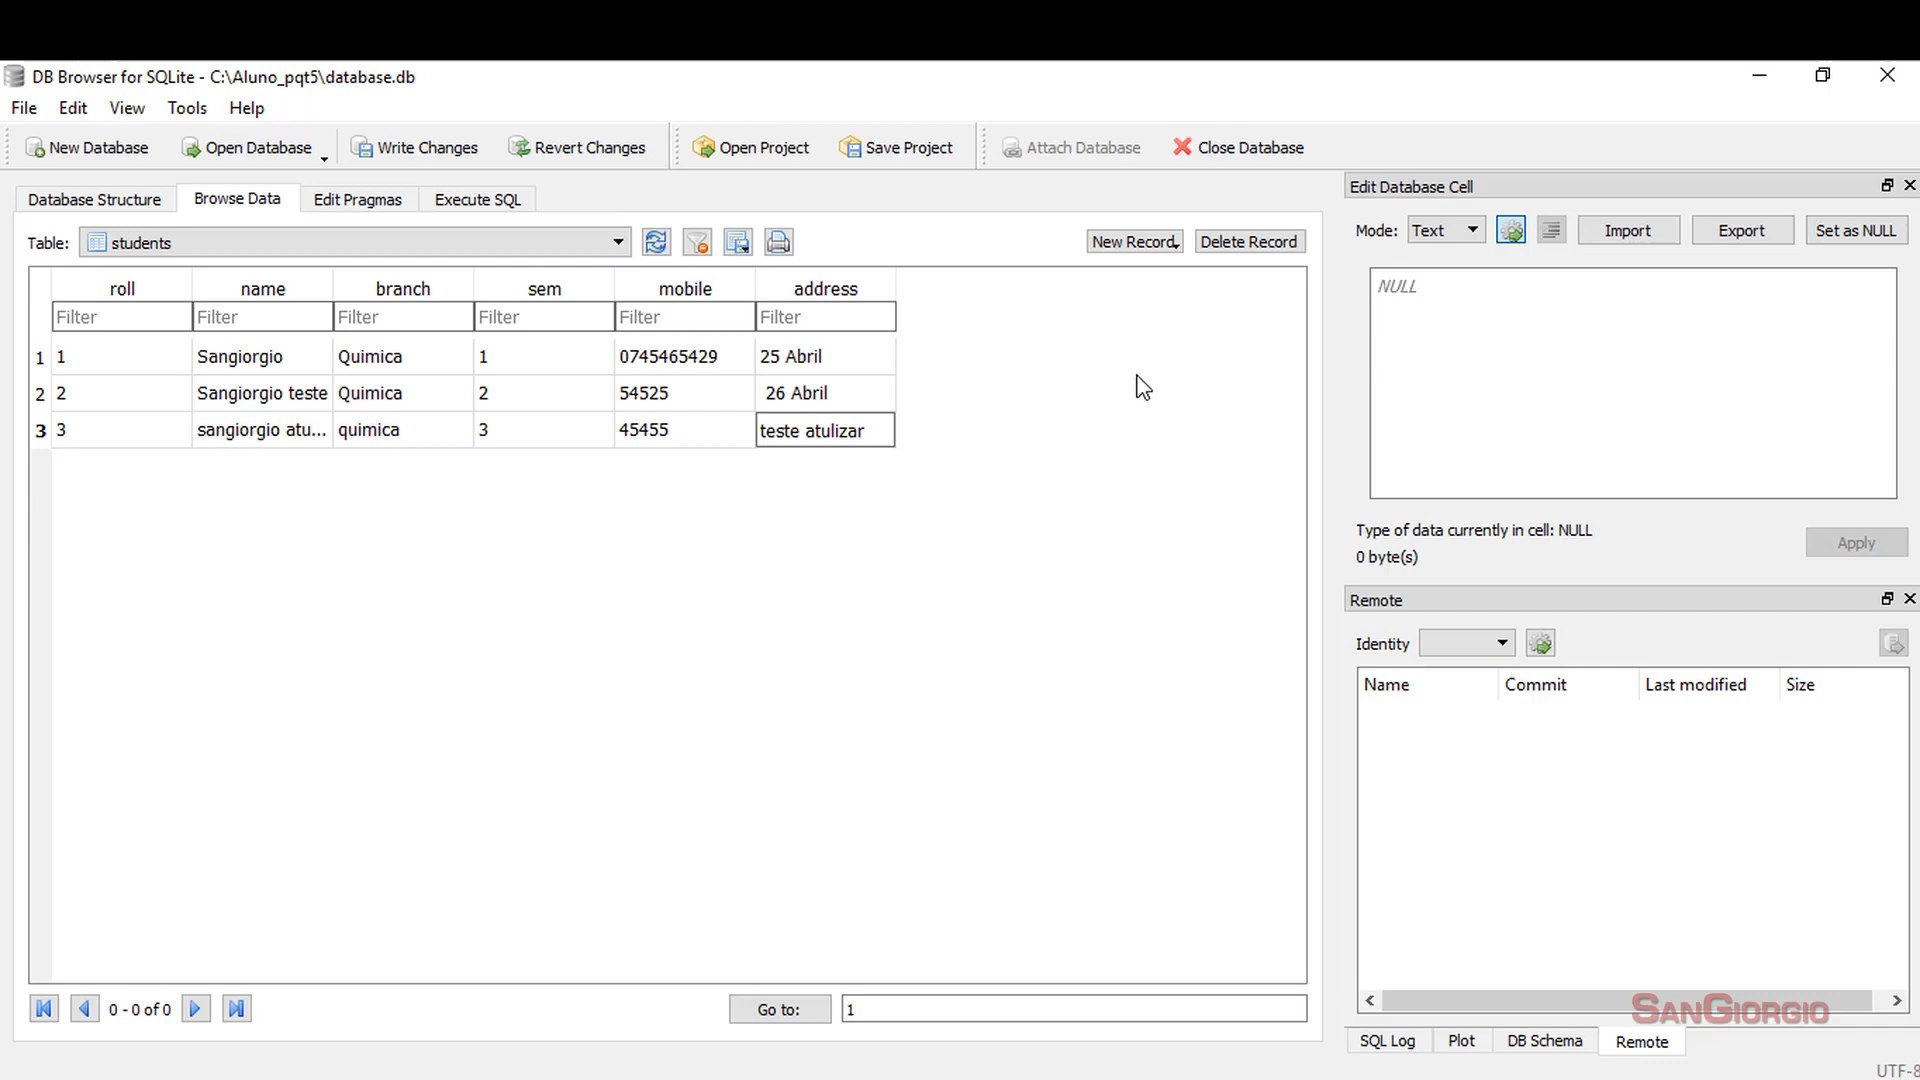 DB Browser for SQLite - C:\Aluno_pqt5\database.db
File Edit View Tools Help
New Database Open Database Write Changes Revert Changes Open Project Save Project Attach Database Close Database
Database Structure Browse Data Edit Pragmas Execute SQL
Table: students New Record Delete Record
roll name branch sem mobile address
Filter Filter Filter Filter Filter Filter
1 1 Sangiorgio Quimica 1 0745465429 25 Abril
2 2 Sangiorgio teste Quimica 2 54525 26 Abril
3 3 sangiorgio atu... quimica 3 45455 teste atulizar
0 - 0 of 0 Go to: 1
Edit Database Cell
Mode: Text Import Export Set as NULL
NULL
Type of data currently in cell: NULL
0 byte(s)
Apply
Remote
Identity
Name Commit Last modified Size
SANGIORGIO
SQL Log Plot DB Schema Remote
UTF-8